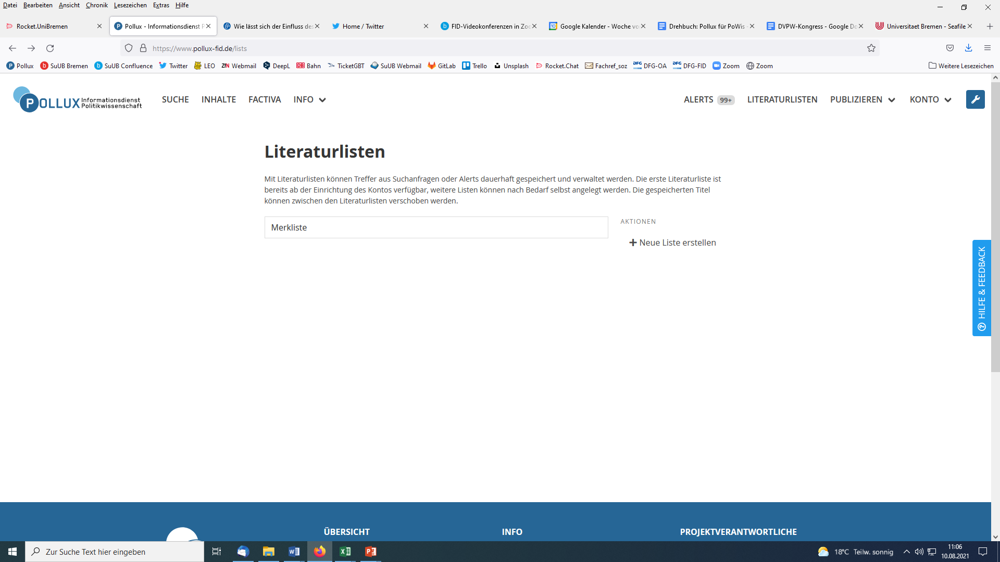 Datei Bearbeiten Ansicht Chronik Lesezeichen Extras Hilfe
Rocket.UniBremen
Pollux - Informationsdienst P
Wie lässt sich der Einfluss des
Home / Twitter
FID-Videokonferenzen in Zoo
Google Kalender - Woche vo
Drehbuch: Pollux für PoWis -
DVPW-Kongress - Google Do
Universitaet Bremen - Seafile
https://www.pollux-fid.de/lists
Pollux SuUB Bremen SuUB Confluence Twitter LEO Webmail DeepL Bahn TicketGBT SuUB Webmail GitLab Trello Unsplash Rocket.Chat Fachref_soz DFG-OA DFG-FID Zoom Zoom Weitere Lesezeichen
POLLUX Informationsdienst
Politikwissenschaft
SUCHE INHALTE FACTIVA INFO
ALERTS 99+ LITERATURLISTEN PUBLIZIEREN KONTO
Literaturlisten
Mit Literaturlisten können Treffer aus Suchanfragen oder Alerts dauerhaft gespeichert und verwaltet werden. Die erste Literaturliste ist
bereits ab der Einrichtung des Kontos verfügbar, weitere Listen können nach Bedarf selbst angelegt werden. Die gespeicherten Titel
können zwischen den Literaturlisten verschoben werden.
Merkliste
AKTIONEN
+ Neue Liste erstellen
HILFE & FEEDBACK
ÜBERSICHT INFO PROJEKTVERANTWORTLICHE
Zur Suche Text hier eingeben
18°C Teilw. sonnig
11:06
10.08.2021